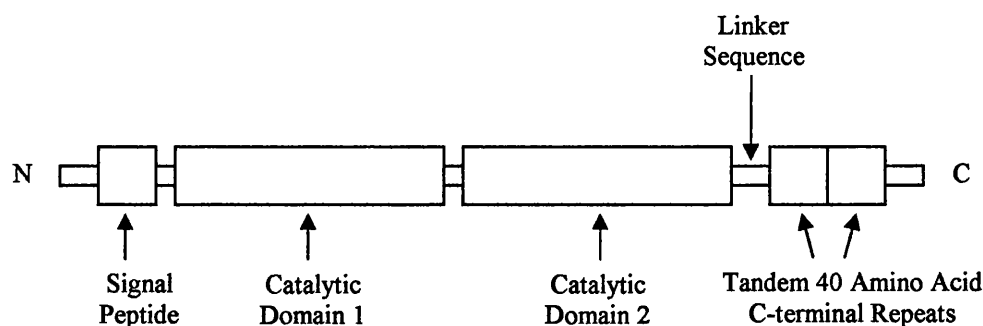 Linker
Sequence
N
C
Signal
Peptide
Catalytic
Domain 1
Catalytic
Domain 2
Tandem 40 Amino Acid
C-terminal Repeats